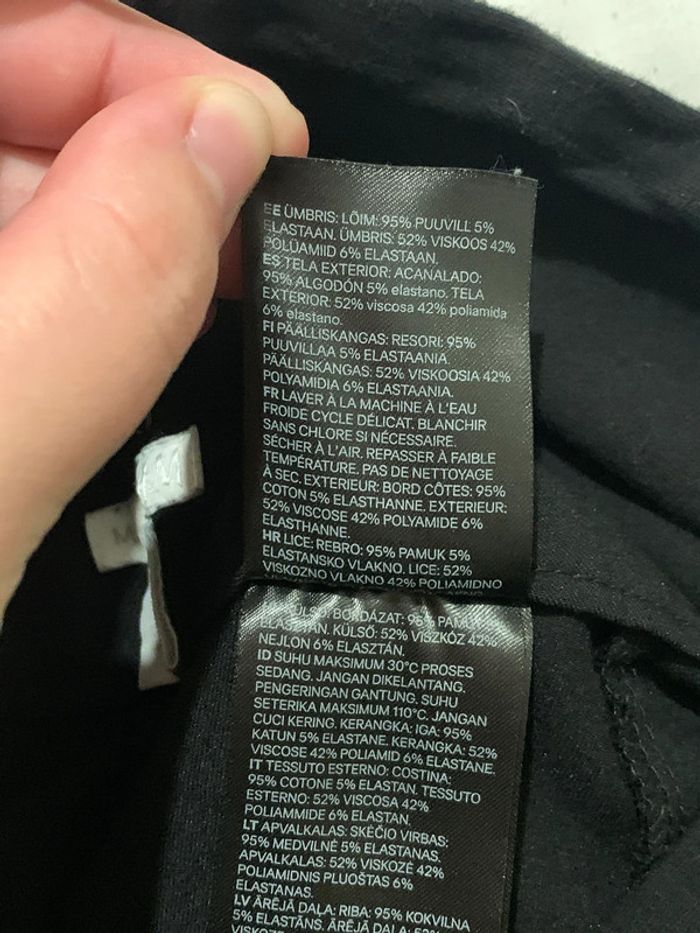 EE ÜMBRIS: LÕIM: 95% PUUVILL 5%
ELASTAAN. ÜMBRIS: 52% VISKOOS 42%
POLÜAMIID 6% ELASTAAN.
ES TELA EXTERIOR: ACANALADO:
95% ALGODÓN 5% elastano. TELA
EXTERIOR: 52% viscosa 42% poliamida
6% elastano.
FI PÄÄLLISKANGAS: RESORI: 95%
PUUVILLAA 5% ELASTAANIA.
PÄÄLLISKANGAS: 52% VISKOOSIA 42%
POLYAMIDIA 6% ELASTAANIA.
FR LAVER À LA MACHINE À L'EAU
FROIDE CYCLE DÉLICAT. BLANCHIR
SANS CHLORE SI NÉCESSAIRE.
SÉCHER À L'AIR. REPASSER À FAIBLE
TEMPÉRATURE. PAS DE NETTOYAGE
À SEC. EXTERIEUR: BORD CÔTES: 95%
COTON 5% ELASTHANNE. EXTERIEUR:
52% VISCOSE 42% POLYAMIDE 6%
ELASTHANNE.
HR LICE: REBRO: 95% PAMUK 5%
ELASTANSKO VLAKNO. LICE: 52%
VISKOZNO VLAKNO 42% POLIAMIDNO
BORDÁZAT: 95% PAMUT
ELASZTÁN. KÜLSŐ: 52% VISZKÓZ 42%
NEJLON 6% ELASZTÁN.
ID SUHU MAKSIMUM 30°C PROSES
SEDANG. JANGAN DIKELANTANG.
PENGERINGAN GANTUNG. SUHU
SETERIKA MAKSIMUM 110°C. JANGAN
CUCI KERING. KERANGKA: IGA: 95%
KATUN 5% ELASTANE. KERANGKA: 52%
VISCOSE 42% POLIAMID 6% ELASTANE.
IT TESSUTO ESTERNO: COSTINA:
95% COTONE 5% ELASTAN. TESSUTO
ESTERNO: 52% VISCOSA 42%
POLIAMMIDE 6% ELASTAN.
LT APVALKALAS: SKĖČIO VIRBAS:
95% MEDVILNĖ 5% ELASTANAS.
APVALKALAS: 52% VISKOZĖ 42%
POLIAMIDNIS PLUOŠTAS 6%
ELASTANAS.
LV ĀRĒJĀ DAĻA: RIBA: 95% KOKVILNA
5% ELASTĀNS. ĀRĒJĀ DAĻA: 52%